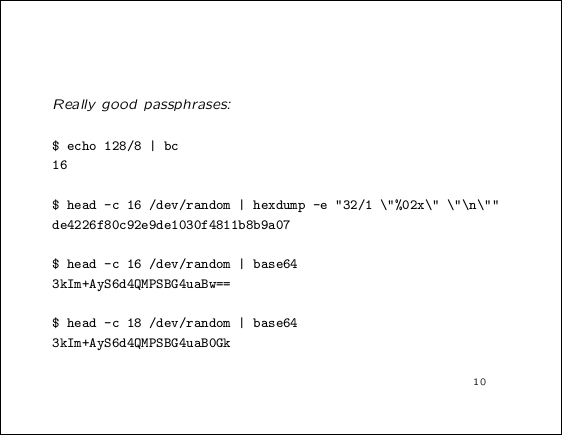 Really good passphrases:
$ echo 128/8 | bc
16
$ head -c 16 /dev/random | hexdump -e "32/1 \"%02x\" \"\n\""
de4226f80c92e9de1030f4811b8b9a07
$ head -c 16 /dev/random | base64
3kIm+AyS6d4QMPSBG4uaBw==
$ head -c 18 /dev/random | base64
3kIm+AyS6d4QMPSBG4uaB0Gk
10